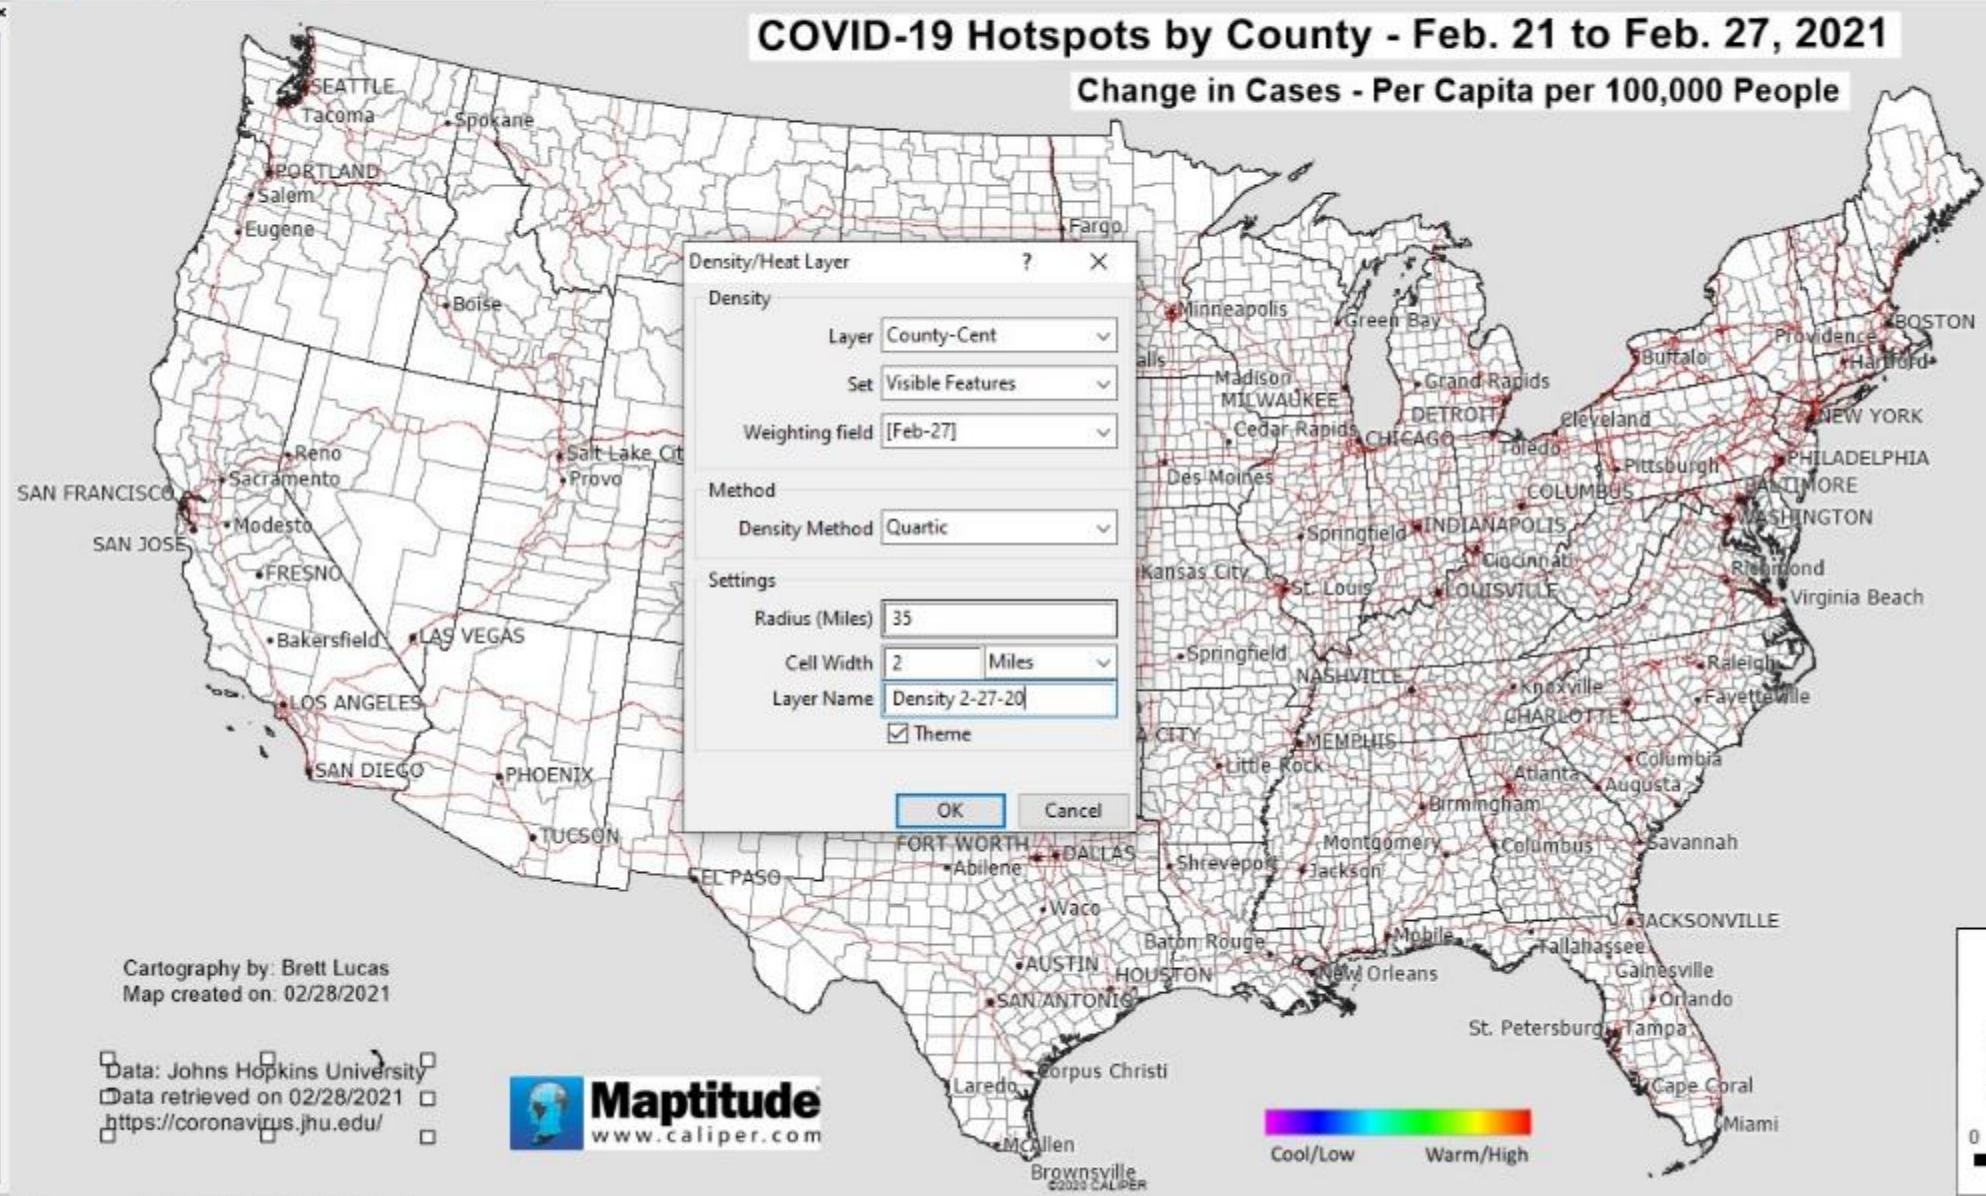 COVID-19 Hotspots by County - Feb. 21 to Feb. 27, 2021
Change in Cases - Per Capita per 100,000 People
SEATTLE
Tacoma
Spokane
PORTLAND
Salem
Eugene
Fargo
Boise
Minneapolis
Green Bay
BOSTON
Providence
Hartford
Buffalo
alls
Madison
Grand Rapids
MILWAUKEE
DETROIT
Cleveland
NEW YORK
Cedar Rapids
CHICAGO
Toledo
Reno
Salt Lake Cit
Pittsburgh
PHILADELPHIA
Sacramento
Provo
Des Moines
BALTIMORE
SAN FRANCISCO
COLUMBUS
Modesto
Springfield
INDIANAPOLIS
WASHINGTON
SAN JOSE
Cincinnati
FRESNO
Kansas City
Richmond
St. Louis
LOUISVILLE
Virginia Beach
Bakersfield
LAS VEGAS
Springfield
Raleigh
NASHVILLE
Knoxville
Fayetteville
LOS ANGELES
CHARLOTTE
A CITY
MEMPHIS
Columbia
SAN DIEGO
PHOENIX
Little Rock
Atlanta
Augusta
Birmingham
TUCSON
FORT WORTH
DALLAS
Montgomery
Columbus
Savannah
EL PASO
Abilene
Shreveport
Jackson
Waco
JACKSONVILLE
Baton Rouge
Mobile
Tallahassee
AUSTIN
HOUSTON
New Orleans
Gainesville
SAN ANTONIO
Orlando
St. Petersburg
Tampa
Corpus Christi
Laredo
Cape Coral
Miami
McAllen
Brownsville
©2020 CALIPER
Density/Heat Layer ? ×
Density
Layer County-Cent
Set Visible Features
Weighting field [Feb-27]
Method
Density Method Quartic
Settings
Radius (Miles) 35
Cell Width 2 Miles
Layer Name Density 2-27-20
Theme
OK Cancel
Cartography by: Brett Lucas
Map created on: 02/28/2021
Data: Johns Hopkins University
Data retrieved on 02/28/2021
https://coronavirus.jhu.edu/
Maptitude
www.caliper.com
Cool/Low Warm/High
0